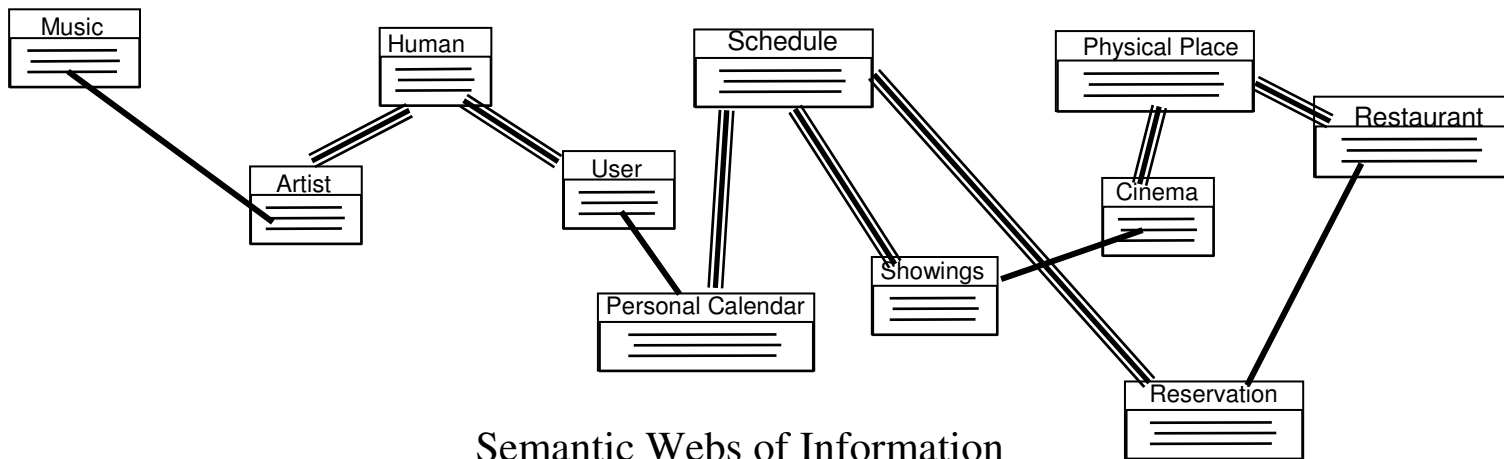 Music
Human
Schedule
Physical Place
Restaurant
Artist
User
Cinema
Showings
Personal Calendar
Reservation
Semantic Webs of Information